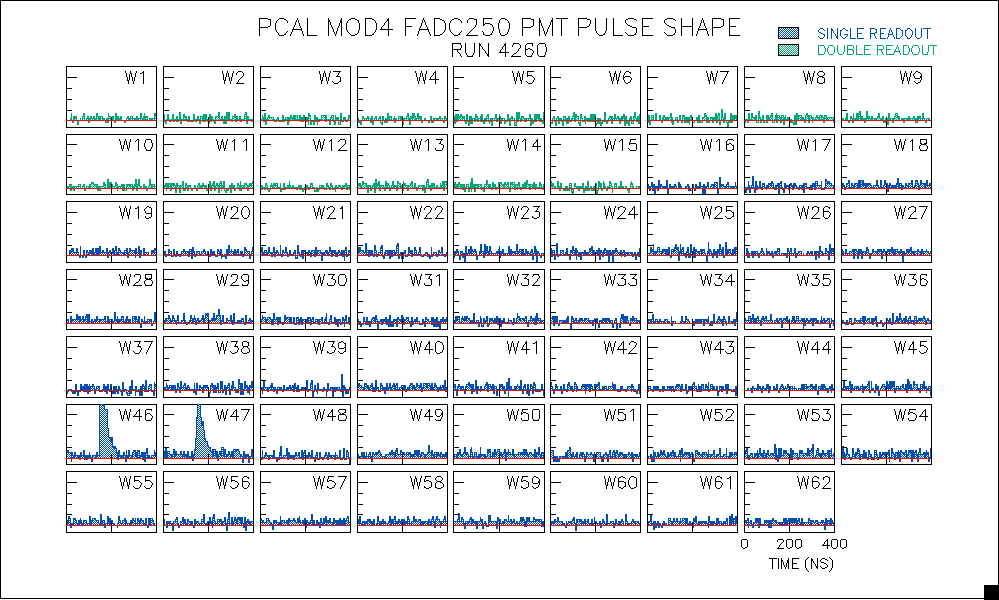 PCAL MOD4 FADC250 PMT PULSE SHAPE
RUN 4260
SINGLE READOUT
DOUBLE READOUT
W1 W2 W3 W4 W5 W6 W7 W8 W9
W10 W11 W12 W13 W14 W15 W16 W17 W18
W19 W20 W21 W22 W23 W24 W25 W26 W27
W28 W29 W30 W31 W32 W33 W34 W35 W36
W37 W38 W39 W40 W41 W42 W43 W44 W45
W46 W47 W48 W49 W50 W51 W52 W53 W54
W55 W56 W57 W58 W59 W60 W61 W62
0 200 400
TIME (NS)